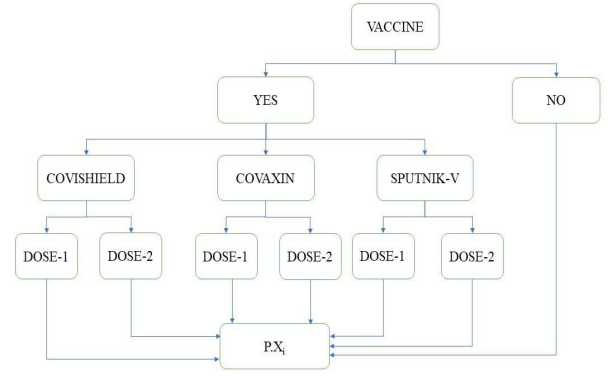 VACCINE
YES
NO
COVISHIELD
COVAXIN
SPUTNIK-V
DOSE-1
DOSE-2
DOSE-1
DOSE-2
DOSE-1
DOSE-2
P.Xi